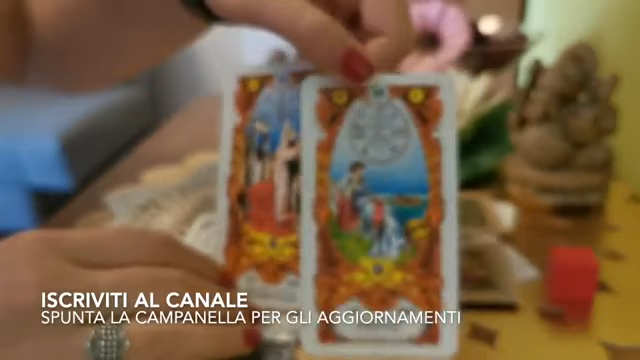 ISCRIVITI AL CANALE
SPUNTA LA CAMPANELLA PER GLI AGGIORNAMENTI